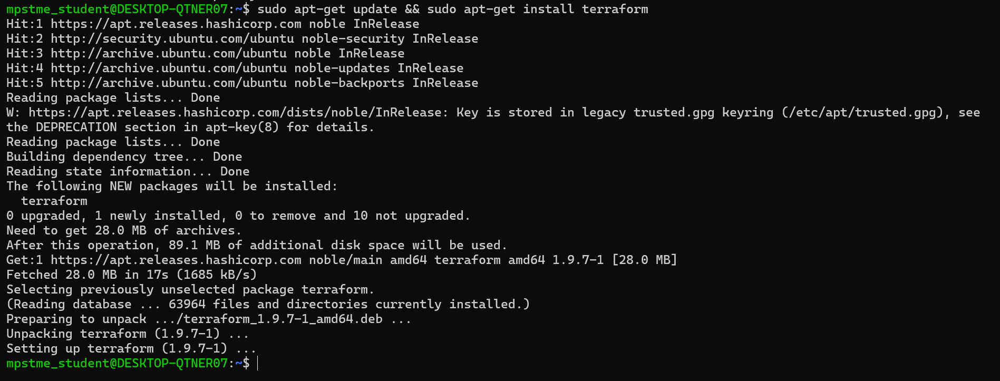 mpstme_student@DESKTOP-QTNER07:~$ sudo apt-get update && sudo apt-get install terraform
Hit:1 https://apt.releases.hashicorp.com noble InRelease
Hit:2 http://security.ubuntu.com/ubuntu noble-security InRelease
Hit:3 http://archive.ubuntu.com/ubuntu noble InRelease
Hit:4 http://archive.ubuntu.com/ubuntu noble-updates InRelease
Hit:5 http://archive.ubuntu.com/ubuntu noble-backports InRelease
Reading package lists... Done
W: https://apt.releases.hashicorp.com/dists/noble/InRelease: Key is stored in legacy trusted.gpg keyring (/etc/apt/trusted.gpg), see
the DEPRECATION section in apt-key(8) for details.
Reading package lists... Done
Building dependency tree... Done
Reading state information... Done
The following NEW packages will be installed:
  terraform
0 upgraded, 1 newly installed, 0 to remove and 10 not upgraded.
Need to get 28.0 MB of archives.
After this operation, 89.1 MB of additional disk space will be used.
Get:1 https://apt.releases.hashicorp.com noble/main amd64 terraform amd64 1.9.7-1 [28.0 MB]
Fetched 28.0 MB in 17s (1685 kB/s)
Selecting previously unselected package terraform.
(Reading database ... 63964 files and directories currently installed.)
Preparing to unpack .../terraform_1.9.7-1_amd64.deb ...
Unpacking terraform (1.9.7-1) ...
Setting up terraform (1.9.7-1) ...
mpstme_student@DESKTOP-QTNER07:~$